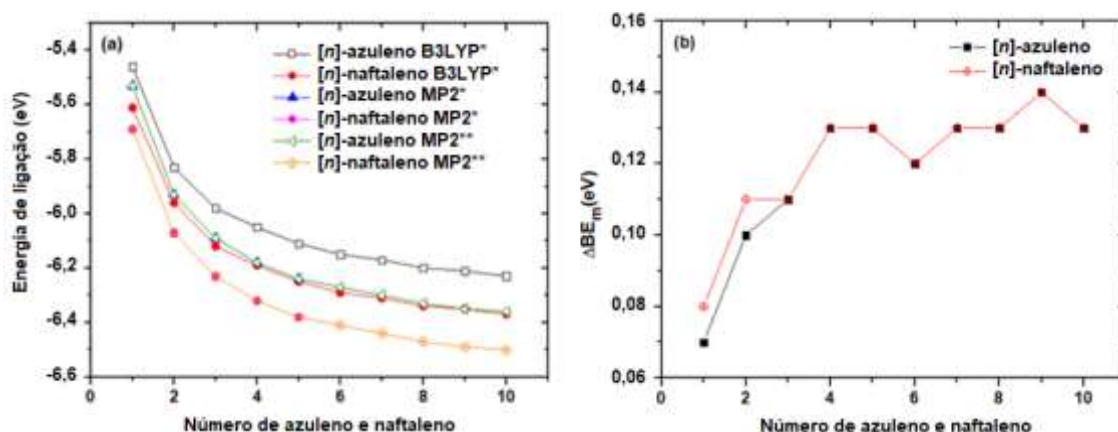 (a)
[n]-azuleno B3LYP*
[n]-naftaleno B3LYP*
[n]-azuleno MP2*
[n]-naftaleno MP2*
[n]-azuleno MP2**
[n]-naftaleno MP2**
Energia de ligação (eV)
-5,4
-5,6
-5,8
-6,0
-6,2
-6,4
-6,6
0 2 4 6 8 10
Número de azuleno e naftaleno
(b)
[n]-azuleno
[n]-naftaleno
ΔBEm(eV)
0,16
0,14
0,12
0,10
0,08
0,06
0 2 4 6 8 10
Número de azuleno e naftaleno